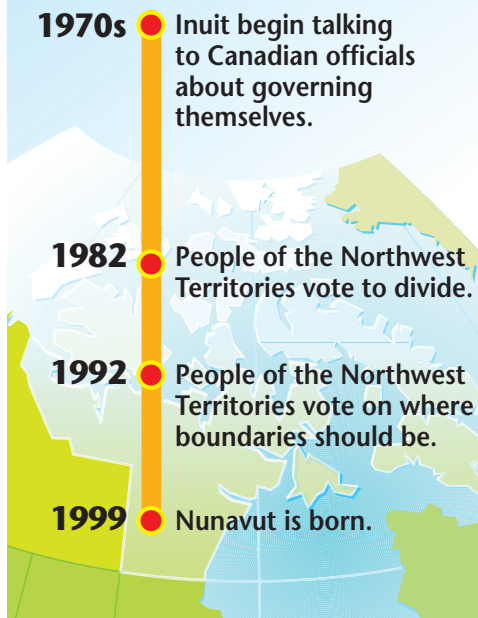 1970s Inuit begin talking
to Canadian officials
about governing
themselves.
1982 People of the Northwest
Territories vote to divide.
1992 People of the Northwest
Territories vote on where
boundaries should be.
1999 Nunavut is born.